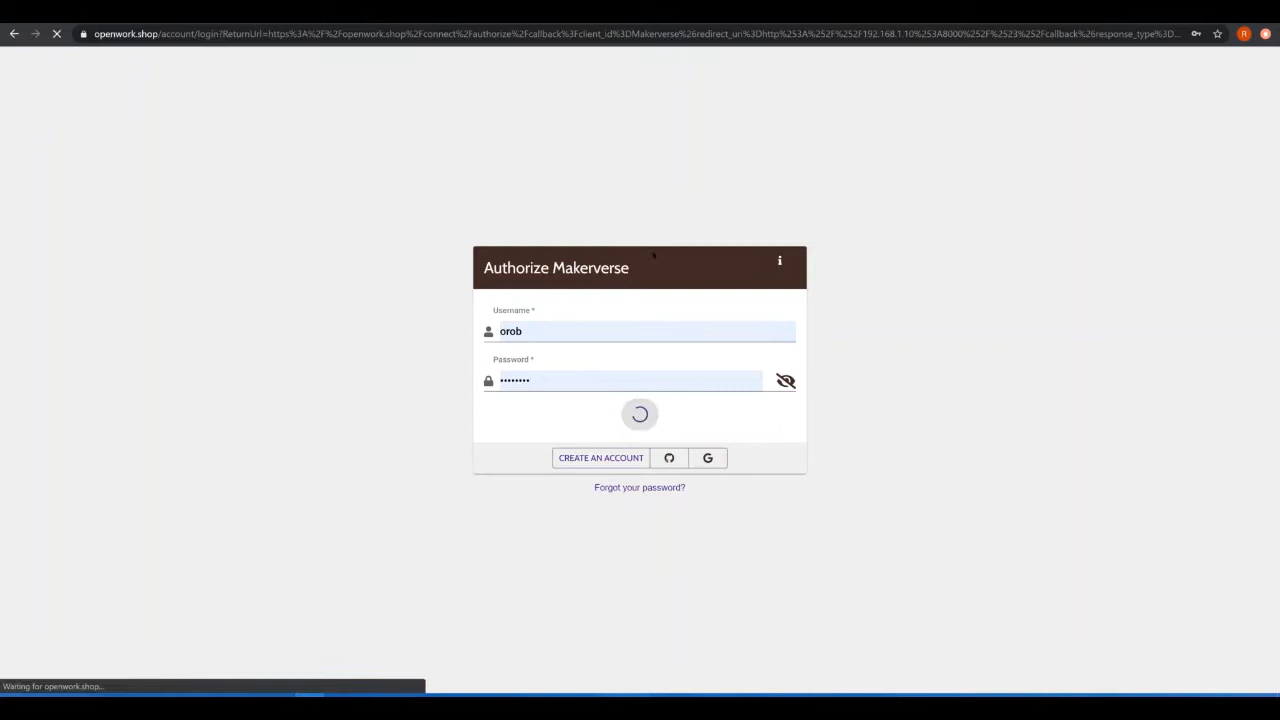 openwork.shop/account/login?ReturnUrl=https%3A%2F%2Fopenwork.shop%2Fconnect%2Fauthorize%2Fcallback%3Fclient_id%3DMakerverse%26redirect_uri%3Dhttp%253A%252F%252F192.168.1.10%253A8000%252F%2523%252Fcallback%26response_type%3D...
R
Authorize Makerverse
i
Username *
orob
Password *
••••••••
CREATE AN ACCOUNT
G
Forgot your password?
Waiting for openwork.shop...